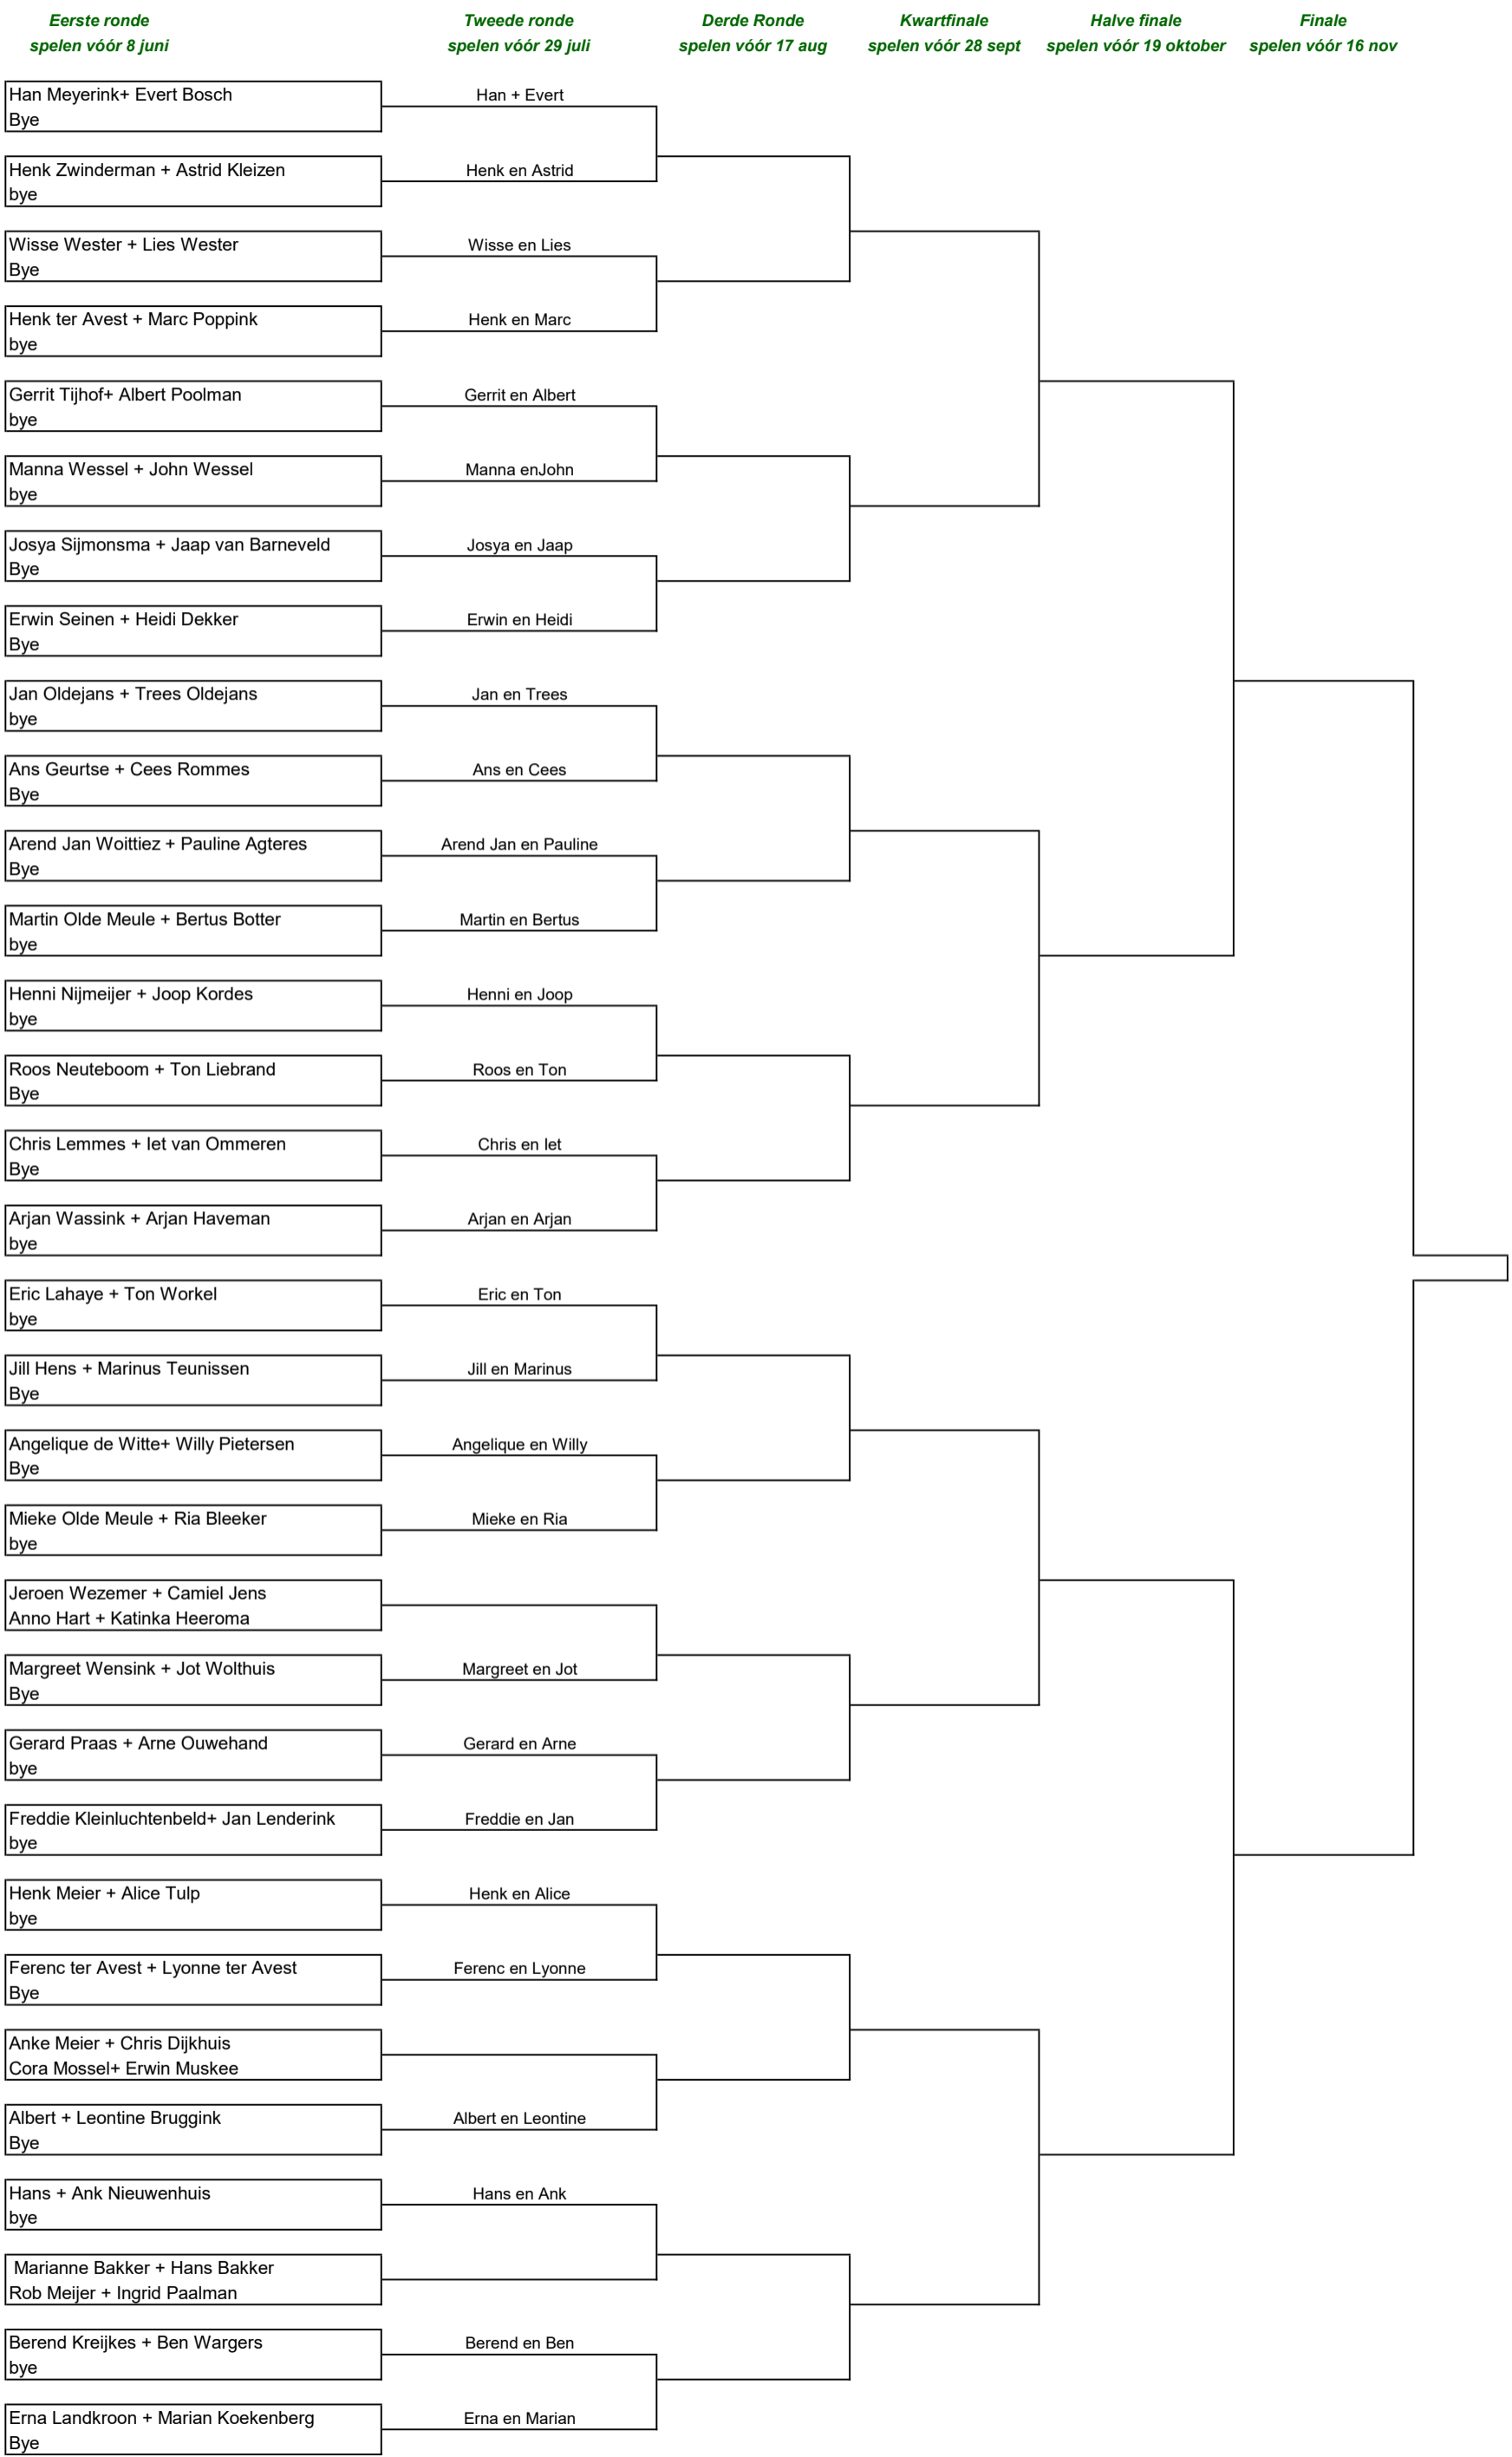 Eerste ronde Tweede ronde Derde Ronde Kwartfinale Halve finale Finale
spelen vóór 8 juni spelen vóór 29 juli spelen vóór 17 aug spelen vóór 28 sept spelen vóór 19 oktober spelen vóór 16 nov
Han Meyerink+ Evert Bosch Han + Evert
Bye
Henk Zwinderman + Astrid Kleizen Henk en Astrid
bye
Wisse Wester + Lies Wester Wisse en Lies
Bye
Henk ter Avest + Marc Poppink Henk en Marc
bye
Gerrit Tijhof+ Albert Poolman Gerrit en Albert
bye
Manna Wessel + John Wessel Manna enJohn
bye
Josya Sijmonsma + Jaap van Barneveld Josya en Jaap
Bye
Erwin Seinen + Heidi Dekker Erwin en Heidi
Bye
Jan Oldejans + Trees Oldejans Jan en Trees
bye
Ans Geurtse + Cees Rommes Ans en Cees
Bye
Arend Jan Woittiez + Pauline Agteres Arend Jan en Pauline
Bye
Martin Olde Meule + Bertus Botter Martin en Bertus
bye
Henni Nijmeijer + Joop Kordes Henni en Joop
bye
Roos Neuteboom + Ton Liebrand Roos en Ton
Bye
Chris Lemmes + Iet van Ommeren Chris en Iet
Bye
Arjan Wassink + Arjan Haveman Arjan en Arjan
bye
Eric Lahaye + Ton Workel Eric en Ton
bye
Jill Hens + Marinus Teunissen Jill en Marinus
Bye
Angelique de Witte+ Willy Pietersen Angelique en Willy
Bye
Mieke Olde Meule + Ria Bleeker Mieke en Ria
bye
Jeroen Wezemer + Camiel Jens
Anno Hart + Katinka Heeroma
Margreet Wensink + Jot Wolthuis Margreet en Jot
Bye
Gerard Praas + Arne Ouwehand Gerard en Arne
bye
Freddie Kleinluchtenbeld+ Jan Lenderink Freddie en Jan
bye
Henk Meier + Alice Tulp Henk en Alice
bye
Ferenc ter Avest + Lyonne ter Avest Ferenc en Lyonne
Bye
Anke Meier + Chris Dijkhuis
Cora Mossel+ Erwin Muskee
Albert + Leontine Bruggink Albert en Leontine
Bye
Hans + Ank Nieuwenhuis Hans en Ank
bye
Marianne Bakker + Hans Bakker
Rob Meijer + Ingrid Paalman
Berend Kreijkes + Ben Wargers Berend en Ben
bye
Erna Landkroon + Marian Koekenberg Erna en Marian
Bye